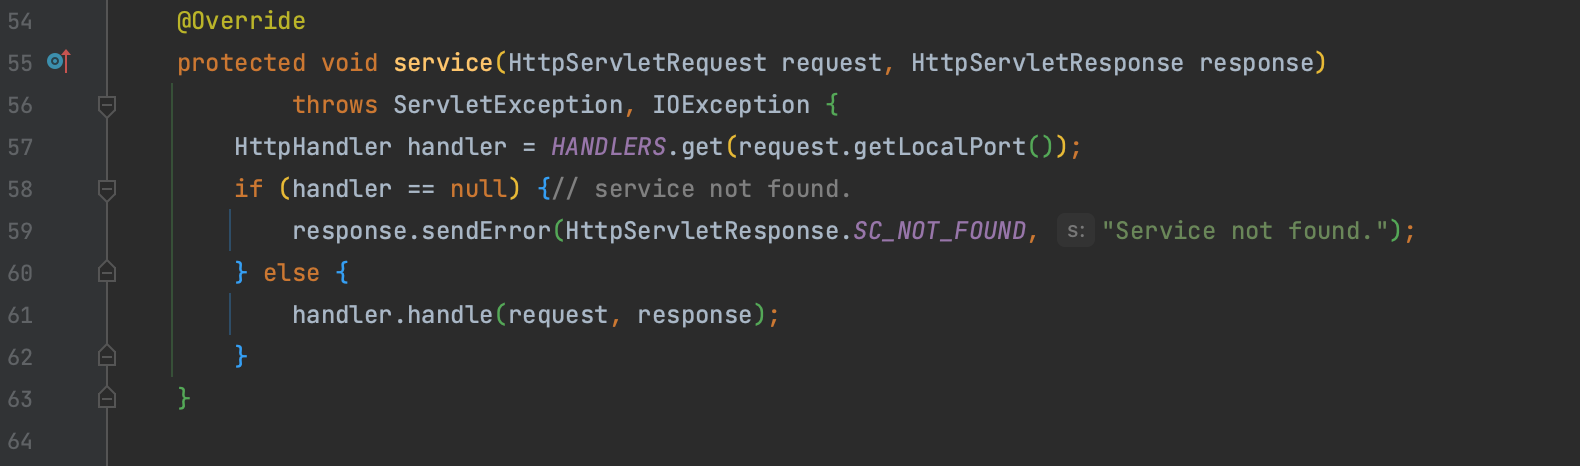 54 @Override
55 protected void service(HttpServletRequest request, HttpServletResponse response)
56 throws ServletException, IOException {
57 HttpHandler handler = HANDLERS.get(request.getLocalPort());
58 if (handler == null) {// service not found.
59 response.sendError(HttpServletResponse.SC_NOT_FOUND, s: "Service not found.");
60 } else {
61 handler.handle(request, response);
62 }
63 }
64